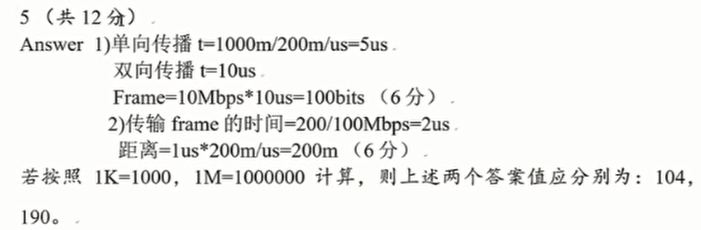 5 （共 12 分）
Answer 1)单向传播 t=1000m/200m/us=5us
双向传播 t=10us
Frame=10Mbps*10us=100bits （6 分）
2)传输 frame 的时间=200/100Mbps=2us
距离=1us*200m/us=200m （6 分）
若按照 1K=1000，1M=1000000 计算，则上述两个答案值应分别为：104，
190。